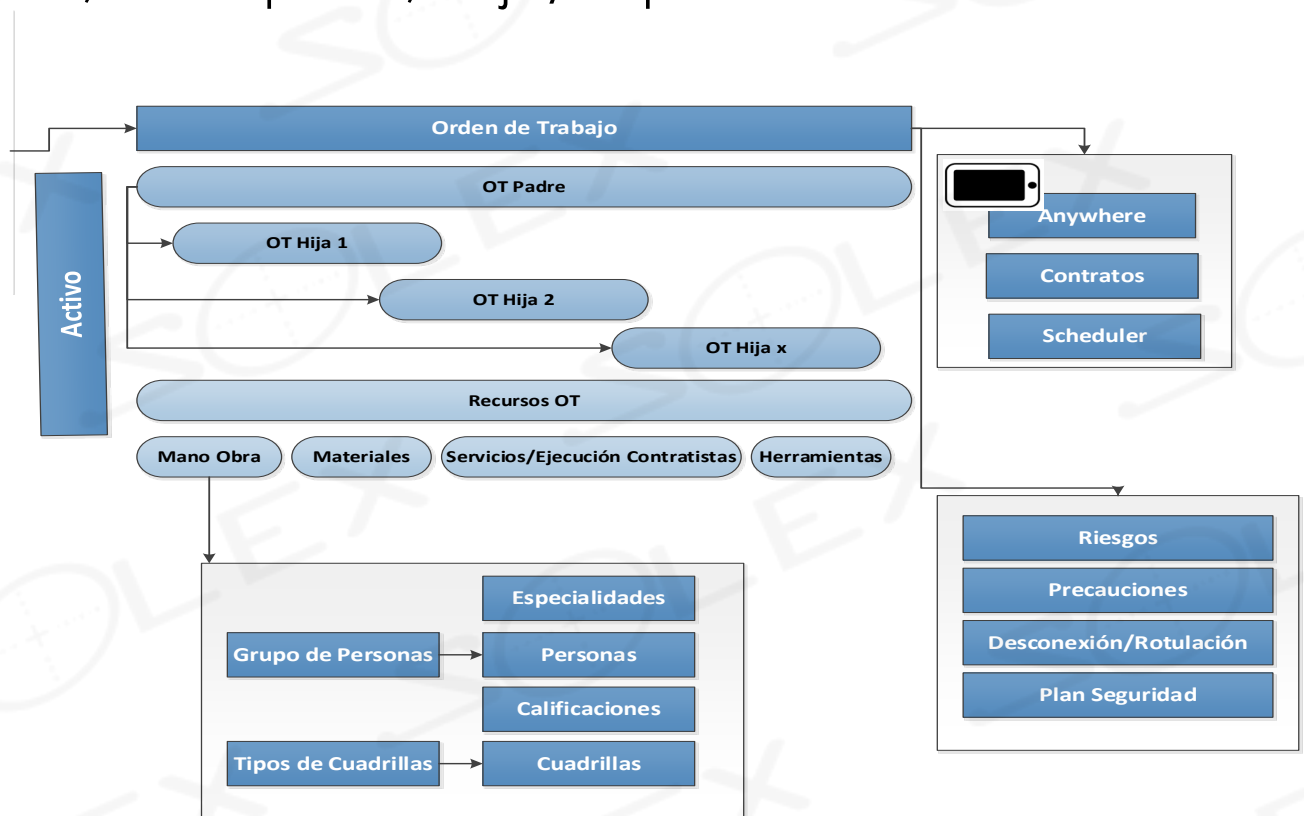 Orden de Trabajo
Activo
OT Padre
OT Hija 1
OT Hija 2
OT Hija x
Recursos OT
Mano Obra
Materiales
Servicios/Ejecución Contratistas
Herramientas
Anywhere
Contratos
Scheduler
Riesgos
Precauciones
Desconexión/Rotulación
Plan Seguridad
Especialidades
Grupo de Personas
Personas
Calificaciones
Tipos de Cuadrillas
Cuadrillas
SOLEX